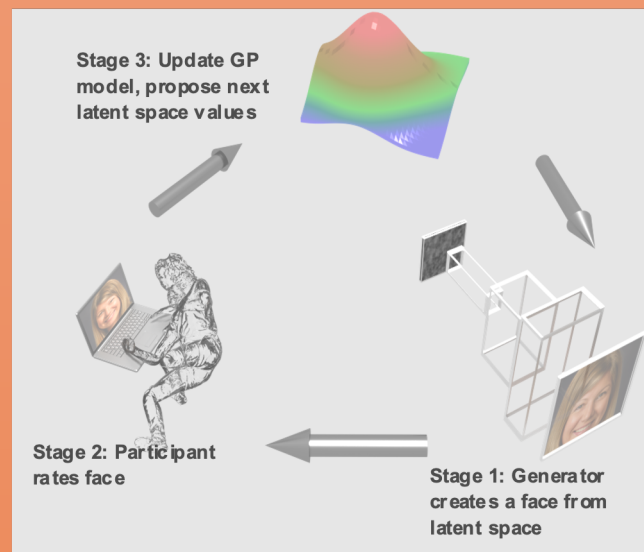 Stage 3: Update GP
model, propose next
latent space values
Stage 2: Participant
rates face
Stage 1: Generator
creates a face from
latent space